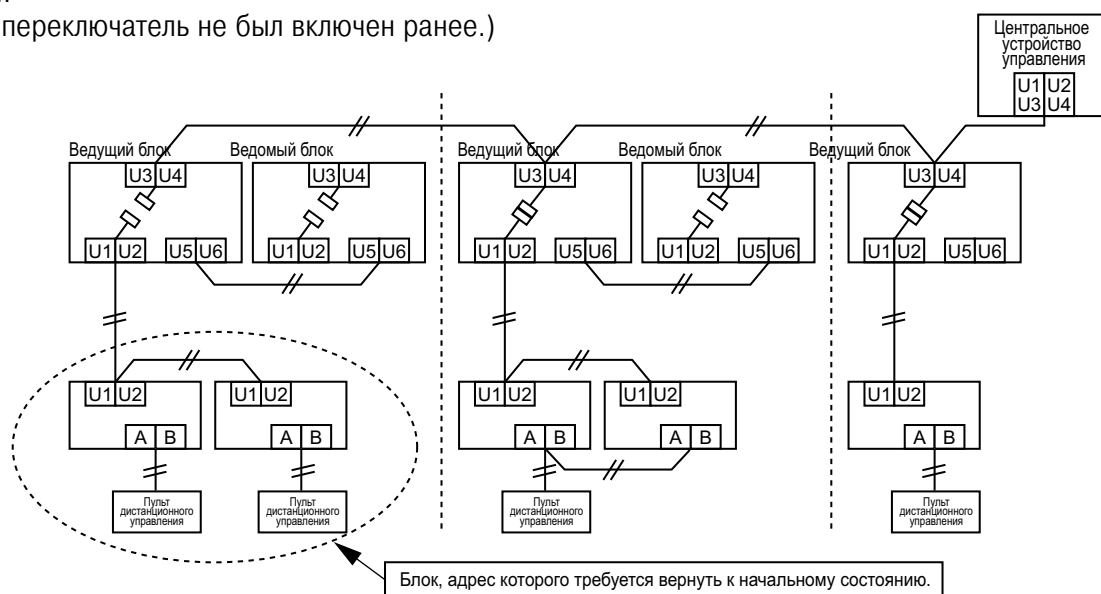 переключатель не был включен ранее.)
Центральное
устройство
управления
U1 U2
U3 U4
Ведущий блок Ведомый блок Ведущий блок Ведомый блок Ведущий блок
U3 U4 U3 U4 U3 U4 U3 U4 U3 U4
U1 U2 U5 U6 U1 U2 U5 U6 U1 U2 U5 U6 U1 U2 U5 U6 U1 U2 U5 U6
U1 U2 U1 U2 U1 U2 U1 U2 U1 U2
A B A B A B A B A B
Пульт
дистанционного
управления
Пульт
дистанционного
управления
Пульт
дистанционного
управления
Пульт
дистанционного
управления
Блок, адрес которого требуется вернуть к начальному состоянию.